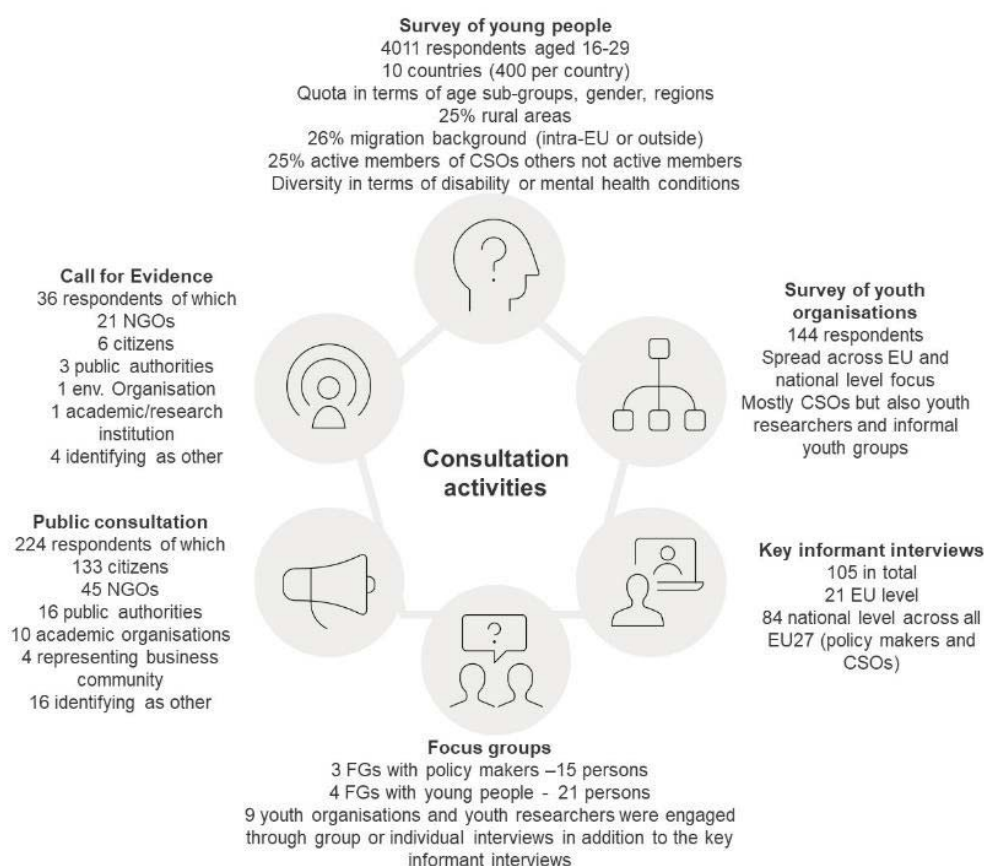 Survey of young people
4011 respondents aged 16-29
10 countries (400 per country)
Quota in terms of age sub-groups, gender, regions
25% rural areas
26% migration background (intra-EU or outside)
25% active members of CSOs others not active members
Diversity in terms of disability or mental health conditions
?
Call for Evidence
36 respondents of which
21 NGOs
6 citizens
3 public authorities
1 env. Organisation
1 academic/research
institution
4 identifying as other
Survey of youth
organisations
144 respondents
Spread across EU and
national level focus
Mostly CSOs but also youth
researchers and informal
youth groups
Consultation
activities
Public consultation
224 respondents of which
133 citizens
45 NGOs
16 public authorities
10 academic organisations
4 representing business
community
16 identifying as other
Key informant interviews
105 in total
21 EU level
84 national level across all
EU27 (policy makers and
CSOs)
?
Focus groups
3 FGs with policy makers –15 persons
4 FGs with young people - 21 persons
9 youth organisations and youth researchers were engaged
through group or individual interviews in addition to the key
informant interviews